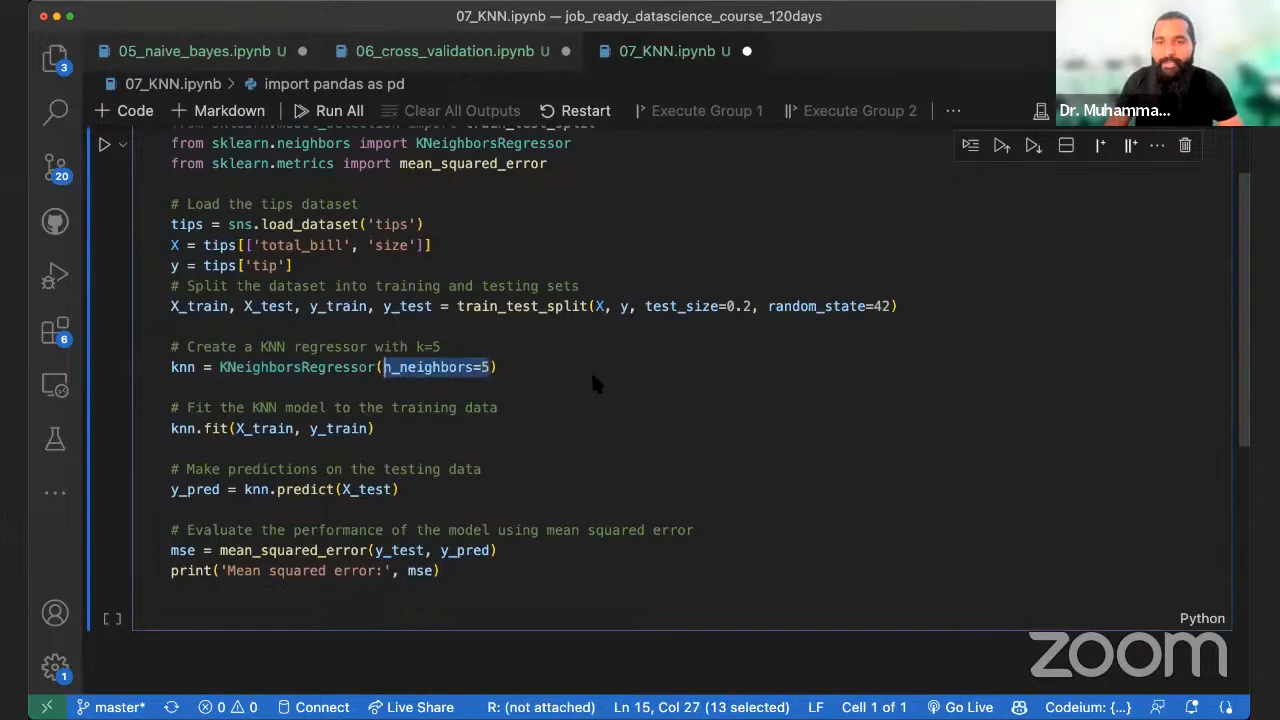 07_KNN.ipynb — job_ready_datascience_course_120days
05_naive_bayes.ipynb U
06_cross_validation.ipynb U
07_KNN.ipynb U
07_KNN.ipynb > import pandas as pd
+ Code + Markdown Run All Clear All Outputs Restart Execute Group 1 Execute Group 2 ...
Dr. Muhamma...
3
20
6
1
from sklearn.model_selection import train_test_split
from sklearn.neighbors import KNeighborsRegressor
from sklearn.metrics import mean_squared_error
# Load the tips dataset
tips = sns.load_dataset('tips')
X = tips[['total_bill', 'size']]
y = tips['tip']
# Split the dataset into training and testing sets
X_train, X_test, y_train, y_test = train_test_split(X, y, test_size=0.2, random_state=42)
# Create a KNN regressor with k=5
knn = KNeighborsRegressor(n_neighbors=5)
# Fit the KNN model to the training data
knn.fit(X_train, y_train)
# Make predictions on the testing data
y_pred = knn.predict(X_test)
# Evaluate the performance of the model using mean squared error
mse = mean_squared_error(y_test, y_pred)
print('Mean squared error:', mse)
[ ]
Python
zoom
master* 0 0 Connect Live Share R: (not attached) Ln 15, Col 27 (13 selected) LF Cell 1 of 1 Go Live Codeium: {...}